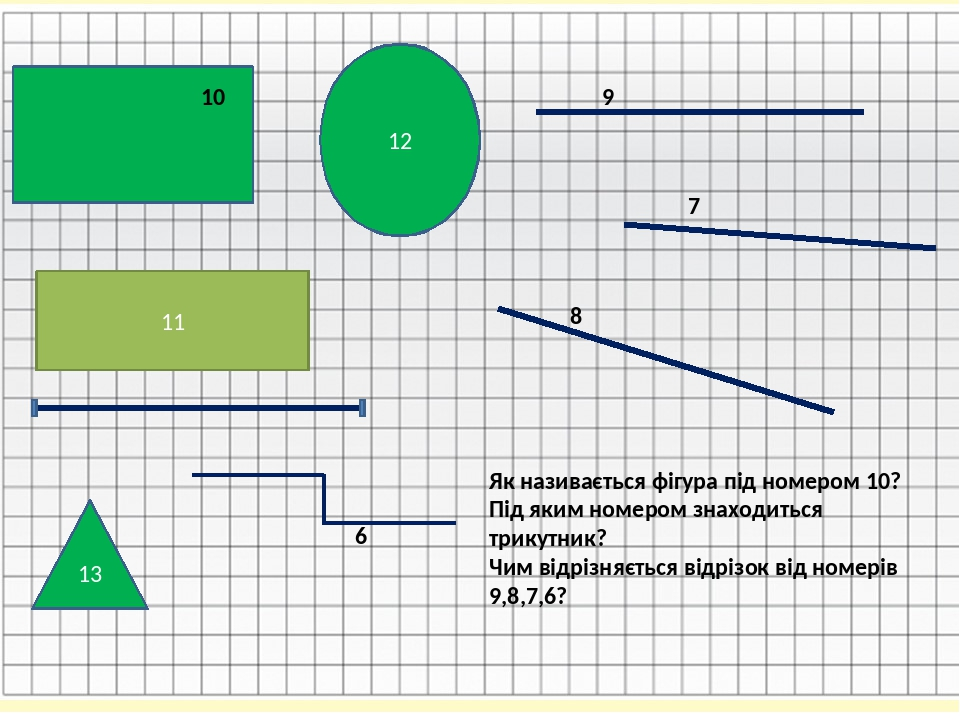 10
12
9
7
11
8
6
13
Як називається фігура під номером 10?
Під яким номером знаходиться
трикутник?
Чим відрізняється відрізок від номерів
9,8,7,6?